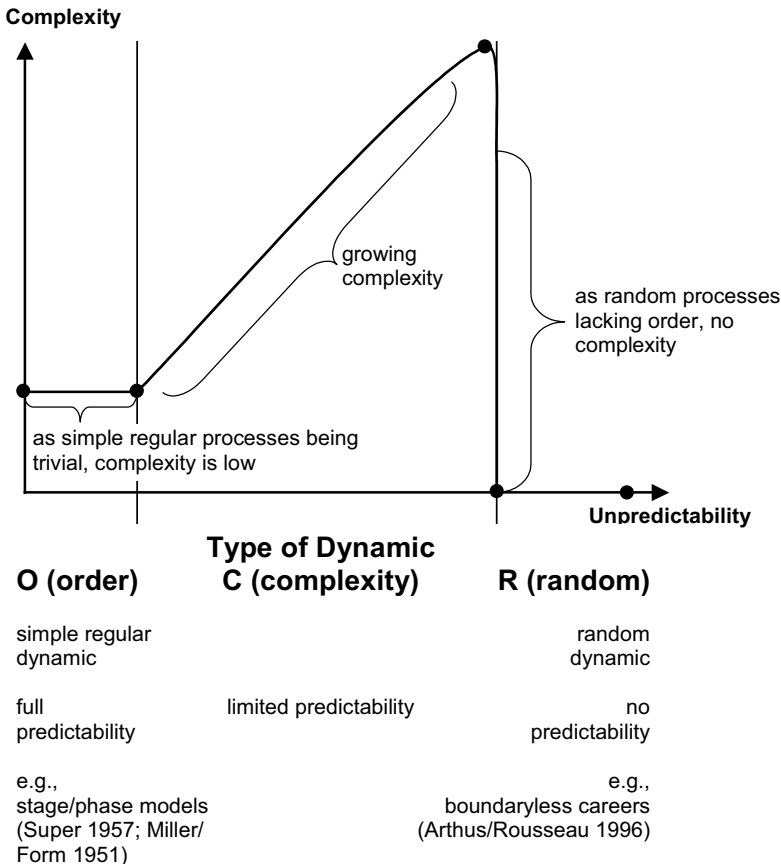 Complexity
growing
complexity
as random processes
lacking order, no
complexity
as simple regular processes being
trivial, complexity is low
Unpredictability
Type of Dynamic
O (order)
C (complexity)
R (random)
simple regular
dynamic
random
dynamic
full
predictability
limited predictability
no
predictability
e.g.,
stage/phase models
(Super 1957; Miller/
Form 1951)
e.g.,
boundaryless careers
(Arthus/Rousseau 1996)